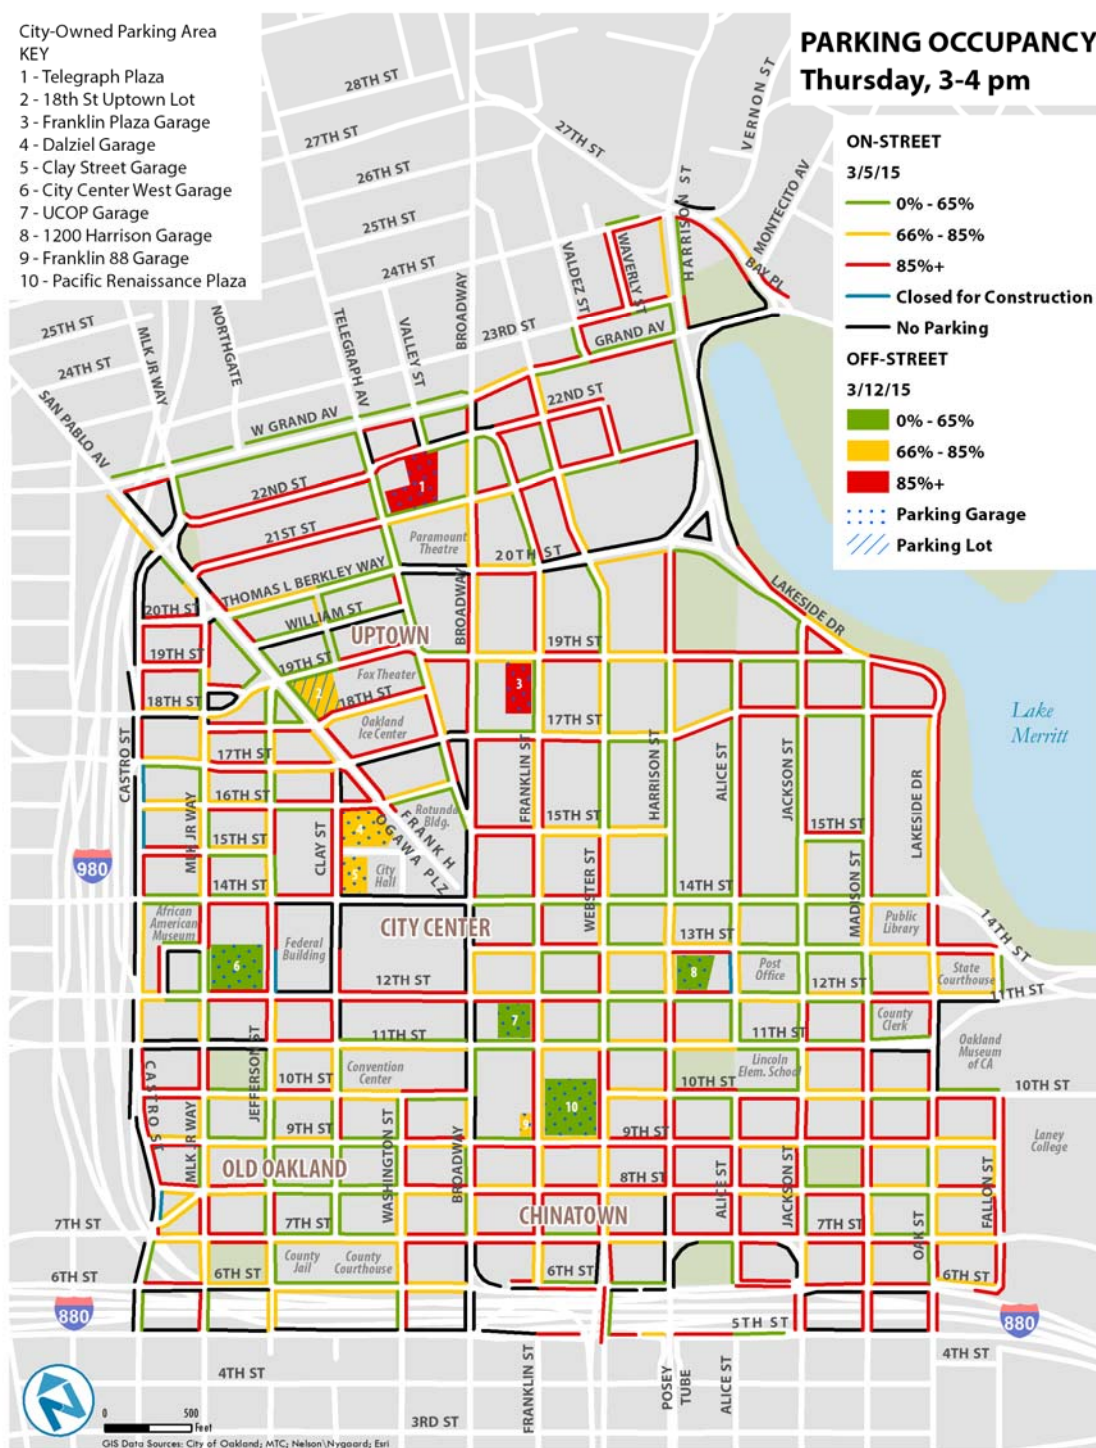 City-Owned Parking Area
KEY
1 - Telegraph Plaza
2 - 18th St Uptown Lot
3 - Franklin Plaza Garage
4 - Dalziel Garage
5 - Clay Street Garage
6 - City Center West Garage
7 - UCOP Garage
8 - 1200 Harrison Garage
9 - Franklin 88 Garage
10 - Pacific Renaissance Plaza
PARKING OCCUPANCY
Thursday, 3-4 pm
ON-STREET
3/5/15
0% - 65%
66% - 85%
85%+
Closed for Construction
No Parking
OFF-STREET
3/12/15
0% - 65%
66% - 85%
85%+
Parking Garage
Parking Lot
28TH ST
27TH ST
27TH ST
VERNON ST
26TH ST
HARRISON ST
MONTECITO AV
25TH ST
24TH ST
VALDEZ ST
WAVERLY ST
BAY PL
BROADWAY
25TH ST
MLK JR WAY
NORTHGATE
TELEGRAPH AV
VALLEY ST
23RD ST
GRAND AV
24TH ST
SAN PABLO AV
W GRAND AV
22ND ST
22ND ST
1
21ST ST
Paramount
Theatre
20TH ST
THOMAS L BERKLEY WAY
20TH ST
WILLIAM ST
UPTOWN
BROADWAY
LAKESIDE DR
19TH ST
19TH ST
19TH ST
Fox Theater
2
3
18TH ST
18TH ST
Oakland
Ice Center
17TH ST
Lake
Merritt
CASTRO ST
17TH ST
FRANKLIN ST
HARRISON ST
ALICE ST
JACKSON ST
LAKESIDE DR
16TH ST
MLK JR WAY
15TH ST
CLAY ST
4
FRANK H
OGAWA PLZ
Rotunda
Bldg.
15TH ST
15TH ST
980
5
City
Hall
WEBSTER ST
MADISON ST
14TH ST
14TH ST
14TH ST
African
American
Museum
CITY CENTER
Public
Library
13TH ST
Federal
Building
6
8
Post
Office
12TH ST
12TH ST
State
Courthouse
11TH ST
7
County
Clerk
11TH ST
11TH ST
JEFFERSON ST
Oakland
Museum
of CA
CASTRO ST
10TH ST
Convention
Center
Lincoln
Elem. School
10TH ST
10TH ST
10
MLK JR WAY
9TH ST
WASHINGTON ST
BROADWAY
9TH ST
Laney
College
OLD OAKLAND
8TH ST
ALICE ST
JACKSON ST
FALLON ST
7TH ST
7TH ST
CHINATOWN
7TH ST
OAK ST
6TH ST
6TH ST
County
Jail
County
Courthouse
6TH ST
6TH ST
880
5TH ST
880
4TH ST
FRANKLIN ST
POSEY
TUBE
ALICE ST
4TH ST
3RD ST
0
500
Feet
GIS Data Sources: City of Oakland; MTC; Nelson\Nygaard; Esri